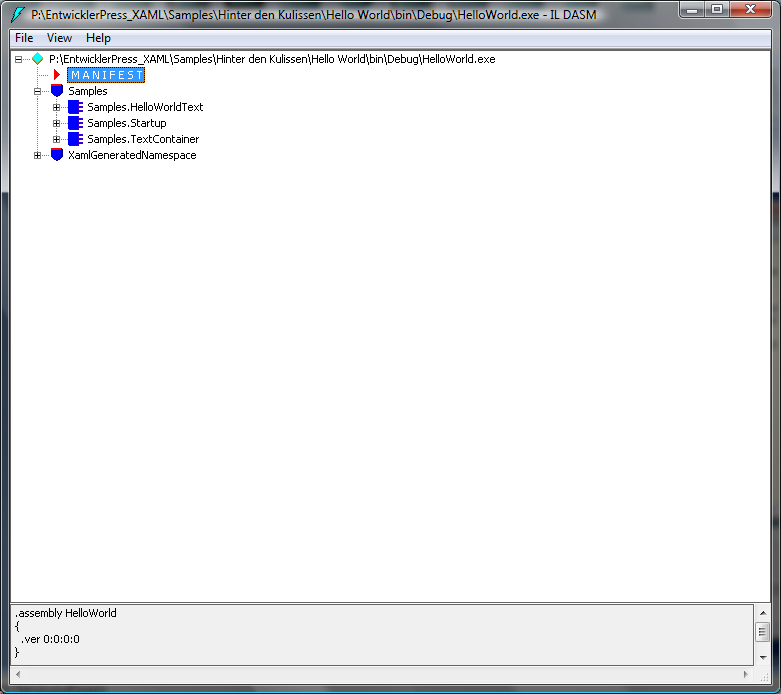 P:\EntwicklerPress_XAML\Samples\Hinter den Kulissen\Hello World\bin\Debug\HelloWorld.exe - IL DASM
File View Help
P:\EntwicklerPress_XAML\Samples\Hinter den Kulissen\Hello World\bin\Debug\HelloWorld.exe
M A N I F E S T
Samples
Samples.HelloWorldText
Samples.Startup
Samples.TextContainer
XamlGeneratedNamespace
.assembly HelloWorld
{
.ver 0:0:0:0
}